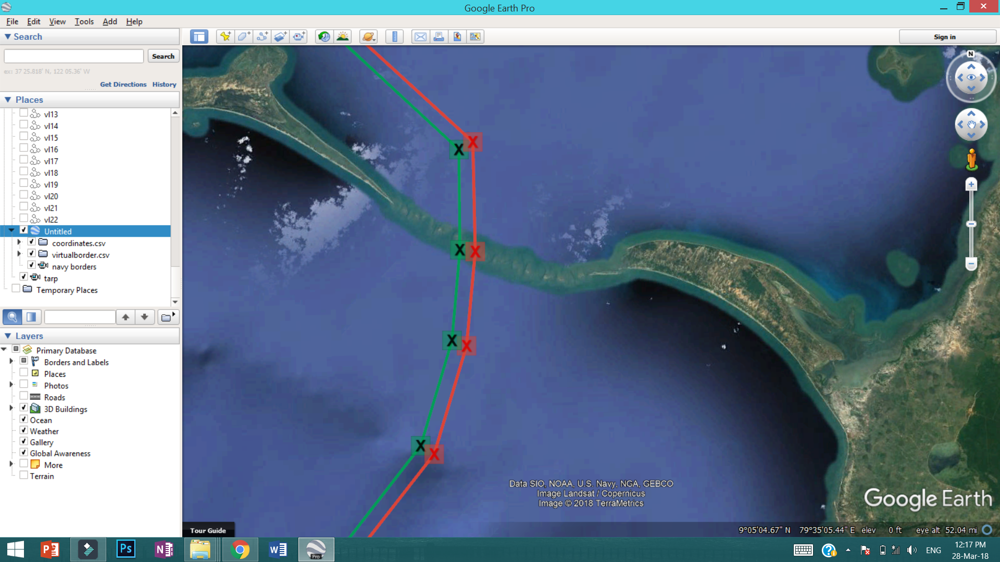 Google Earth Pro
File Edit View Tools Add Help
Search
Search
ex: 37 25.818' N, 122 05.36' W
Get Directions History
Places
vl13
vl14
vl15
vl16
vl17
vl18
vl19
vl20
vl21
vl22
Untitled
coordinates.csv
virtualborder.csv
navy borders
tarp
Temporary Places
Layers
Primary Database
Borders and Labels
Places
Photos
Roads
3D Buildings
Ocean
Weather
Gallery
Global Awareness
More
Terrain
Sign in
N
X X
X X
X X
X X
Data SIO, NOAA, U.S. Navy, NGA, GEBCO
Image Landsat / Copernicus
Image © 2018 TerraMetrics
Google Earth
Tour Guide
9°05'04.67" N 79°35'05.44" E elev 0 ft eye alt 52.04 mi
P Ps N W Pro
ENG
12:17 PM
28-Mar-18